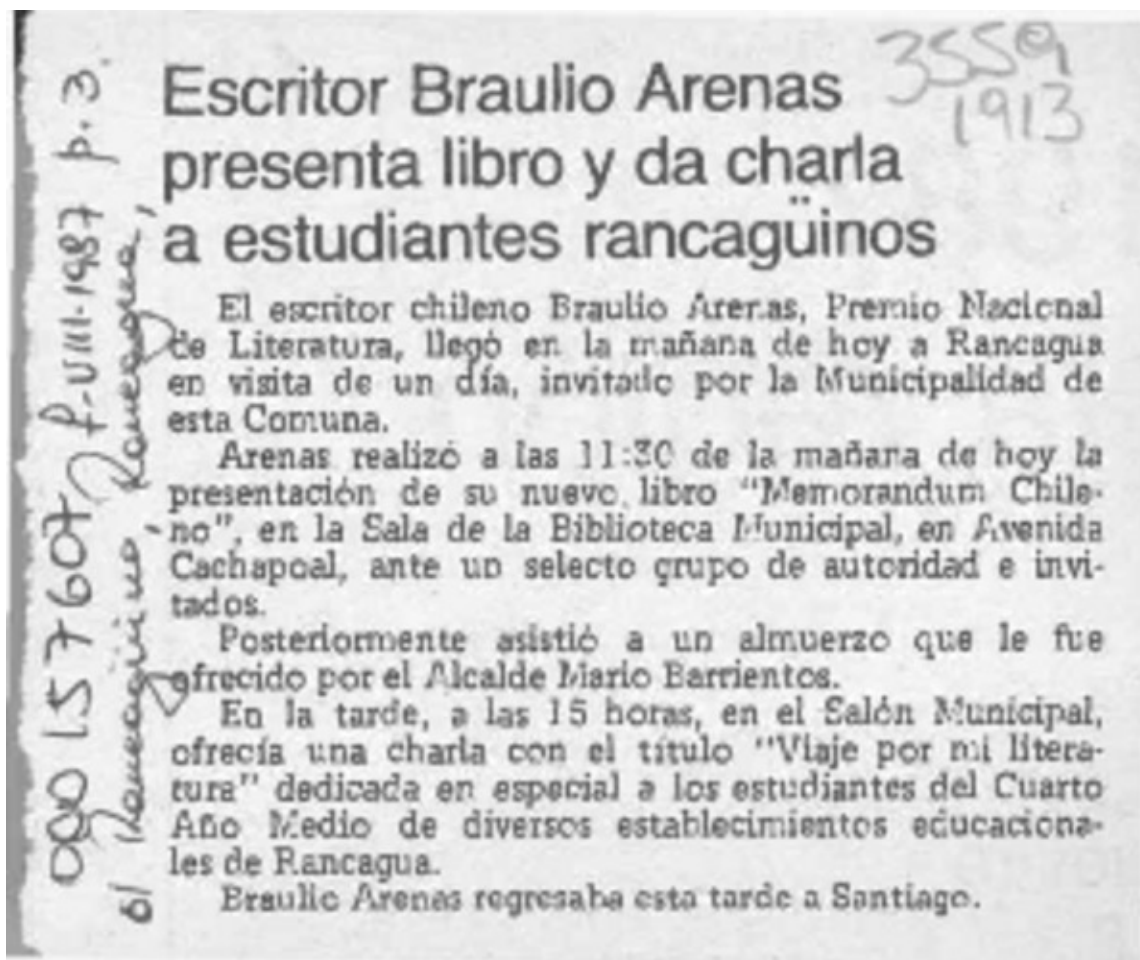 3559
1913
Escritor Braulio Arenas
presenta libro y da charla
a estudiantes rancagüinos
El escritor chileno Braulio Arenas, Premio Nacional
de Literatura, llegó en la mañana de hoy a Rancagua
en visita de un día, invitado por la Municipalidad de
esta Comuna.
Arenas realizó a las 11:30 de la mañana de hoy la
presentación de su nuevo libro "Memorandum Chile-
no", en la Sala de la Biblioteca Municipal, en Avenida
Cachapoal, ante un selecto grupo de autoridad e invi-
tados.
Posteriormente asistió a un almuerzo que le fue
ofrecido por el Alcalde Mario Barrientos.
En la tarde, a las 15 horas, en el Salón Municipal,
ofrecía una charla con el título "Viaje por mi litera-
tura" dedicada en especial a los estudiantes del Cuarto
Año Medio de diversos establecimientos educaciona-
les de Rancagua.
Braulio Arenas regresaba esta tarde a Santiago.
000157607
El Rancagüino, Rancagua,
VIII-1987 p. 3.